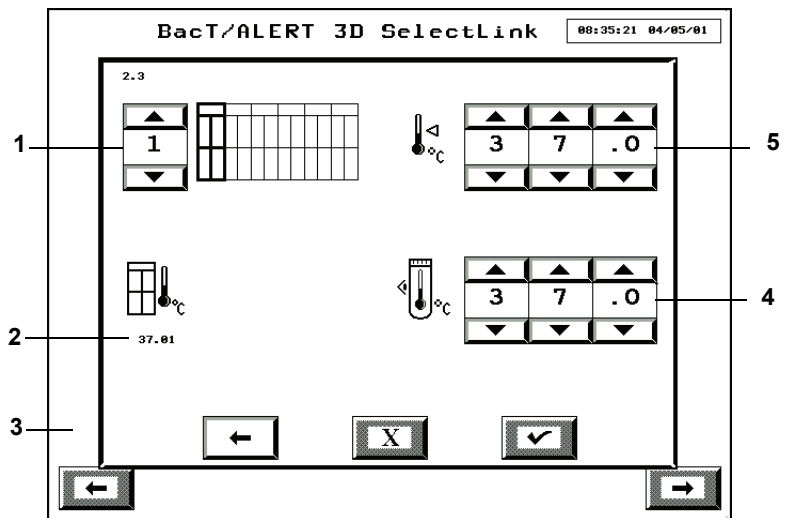 BacT/ALERT 3D SelectLink 08:35:21 04/05/01
2.3
1 1 °C 3 7 .0 5
°C °C 3 7 .0 4
2 37.01
3
X